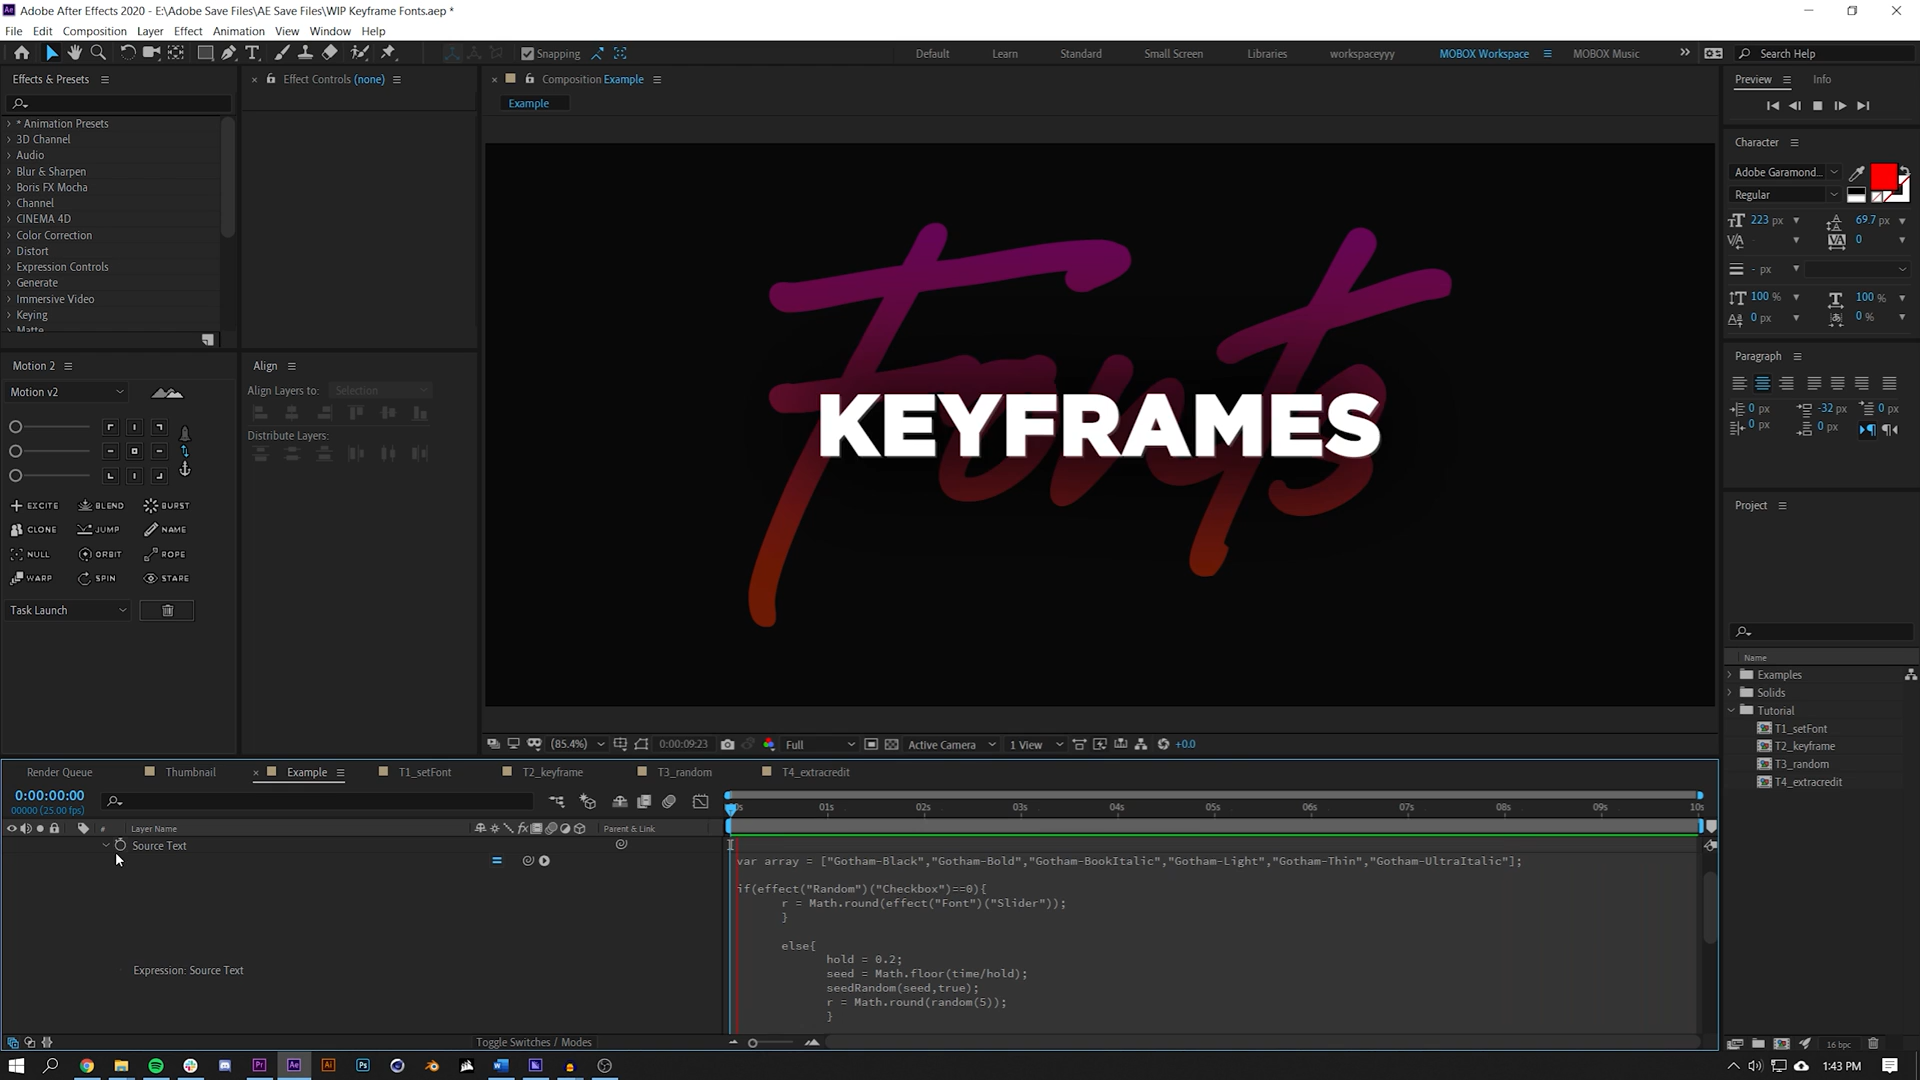 Adobe After Effects 2020 - E:\Adobe Save Files\AE Save Files\WIP Keyframe Fonts.aep *
File Edit Composition Layer Effect Animation View Window Help
Snapping
Default Learn Standard Small Screen Libraries workspaceyyy MOBOX Workspace MOBOX Music Search Help
Effects & Presets
Effect Controls (none)
Composition Example
Preview Info
Example
* Animation Presets
3D Channel
Audio
Blur & Sharpen
Boris FX Mocha
Channel
CINEMA 4D
Color Correction
Distort
Expression Controls
Generate
Immersive Video
Keying
Matte
Motion 2
Motion v2
EXCITE BLEND BURST
CLONE JUMP NAME
NULL ORBIT ROPE
WARP SPIN STARE
Task Launch
Align
Align Layers to: Selection
Distribute Layers:
Fonts
KEYFRAMES
Character
Adobe Garamond...
Regular
223 px 69.7 px
0
- px
100 % 100 %
0 px 0 %
Paragraph
0 px -32 px 0 px
0 px 0 px
Project
Name
Examples
Solids
Tutorial
T1_setFont
T2_keyframe
T3_random
T4_extracredit
16 bpc
(85.4%) 0:00:09:23 Full Active Camera 1 View +0.0
Render Queue Thumbnail Example T1_setFont T2_keyframe T3_random T4_extracredit
0:00:00:00
00000 (25.00 fps)
01s 02s 03s 04s 05s 06s 07s 08s 09s 10s
# Layer Name Parent & Link
Source Text
Expression: Source Text
var array = ["Gotham-Black","Gotham-Bold","Gotham-BookItalic","Gotham-Light","Gotham-Thin","Gotham-UltraItalic"];
if(effect("Random")("Checkbox")==0){
r = Math.round(effect("Font")("Slider"));
}
else{
hold = 0.2;
seed = Math.floor(time/hold);
seedRandom(seed,true);
r = Math.round(random(5));
}
Toggle Switches / Modes
1:43 PM